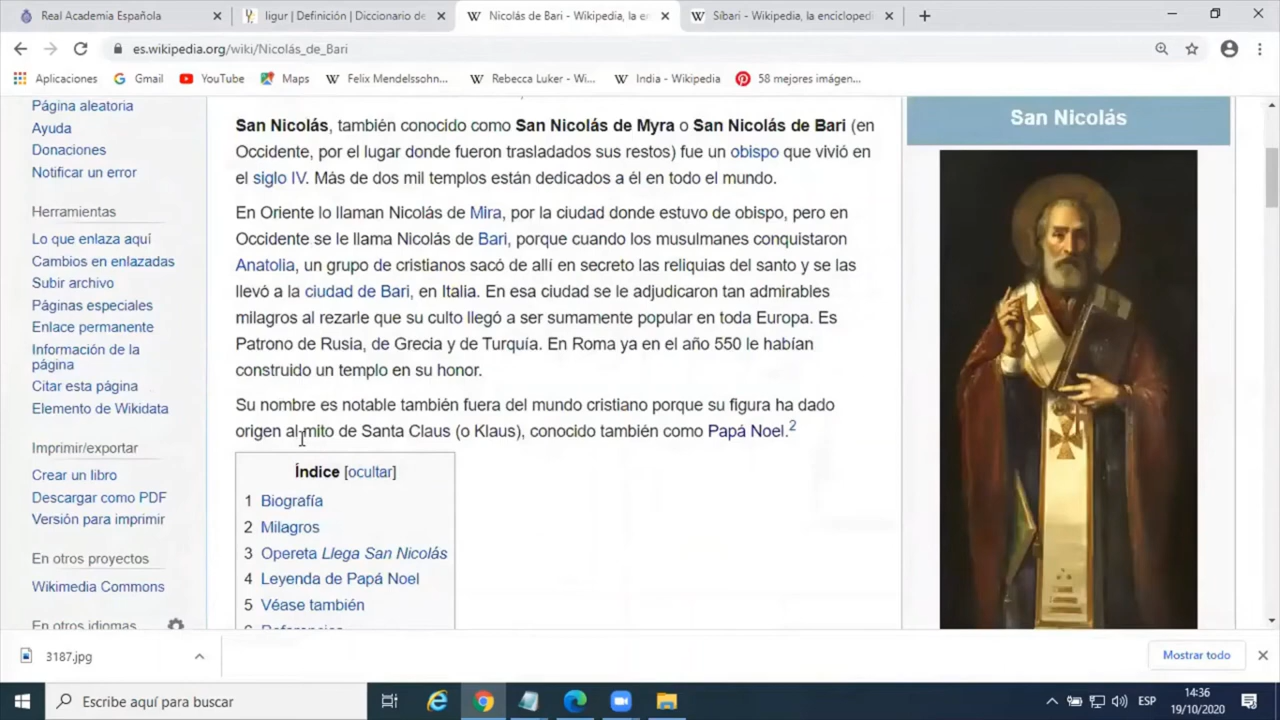 Real Academia Española
ligur | Definición | Diccionario de
Nicolás de Bari - Wikipedia, la en
Síbari - Wikipedia, la enciclopedi
es.wikipedia.org/wiki/Nicolás_de_Bari
Aplicaciones
Gmail
YouTube
Maps
Felix Mendelssohn...
Rebecca Luker - Wi...
India - Wikipedia
58 mejores imágen...
Página aleatoria
Ayuda
Donaciones
Notificar un error
Herramientas
Lo que enlaza aquí
Cambios en enlazadas
Subir archivo
Páginas especiales
Enlace permanente
Información de la
página
Citar esta página
Elemento de Wikidata
Imprimir/exportar
Crear un libro
Descargar como PDF
Versión para imprimir
En otros proyectos
Wikimedia Commons
En otros idiomas
San Nicolás, también conocido como San Nicolás de Myra o San Nicolás de Bari (en
Occidente, por el lugar donde fueron trasladados sus restos) fue un obispo que vivió en
el siglo IV. Más de dos mil templos están dedicados a él en todo el mundo.
En Oriente lo llaman Nicolás de Mira, por la ciudad donde estuvo de obispo, pero en
Occidente se le llama Nicolás de Bari, porque cuando los musulmanes conquistaron
Anatolia, un grupo de cristianos sacó de allí en secreto las reliquias del santo y se las
llevó a la ciudad de Bari, en Italia. En esa ciudad se le adjudicaron tan admirables
milagros al rezarle que su culto llegó a ser sumamente popular en toda Europa. Es
Patrono de Rusia, de Grecia y de Turquía. En Roma ya en el año 550 le habían
construido un templo en su honor.
Su nombre es notable también fuera del mundo cristiano porque su figura ha dado
origen al mito de Santa Claus (o Klaus), conocido también como Papá Noel.2
Índice [ocultar]
1 Biografía
2 Milagros
3 Opereta Llega San Nicolás
4 Leyenda de Papá Noel
5 Véase también
6 Referencias
San Nicolás
3187.jpg
Mostrar todo
Escribe aquí para buscar
ESP
14:36
19/10/2020